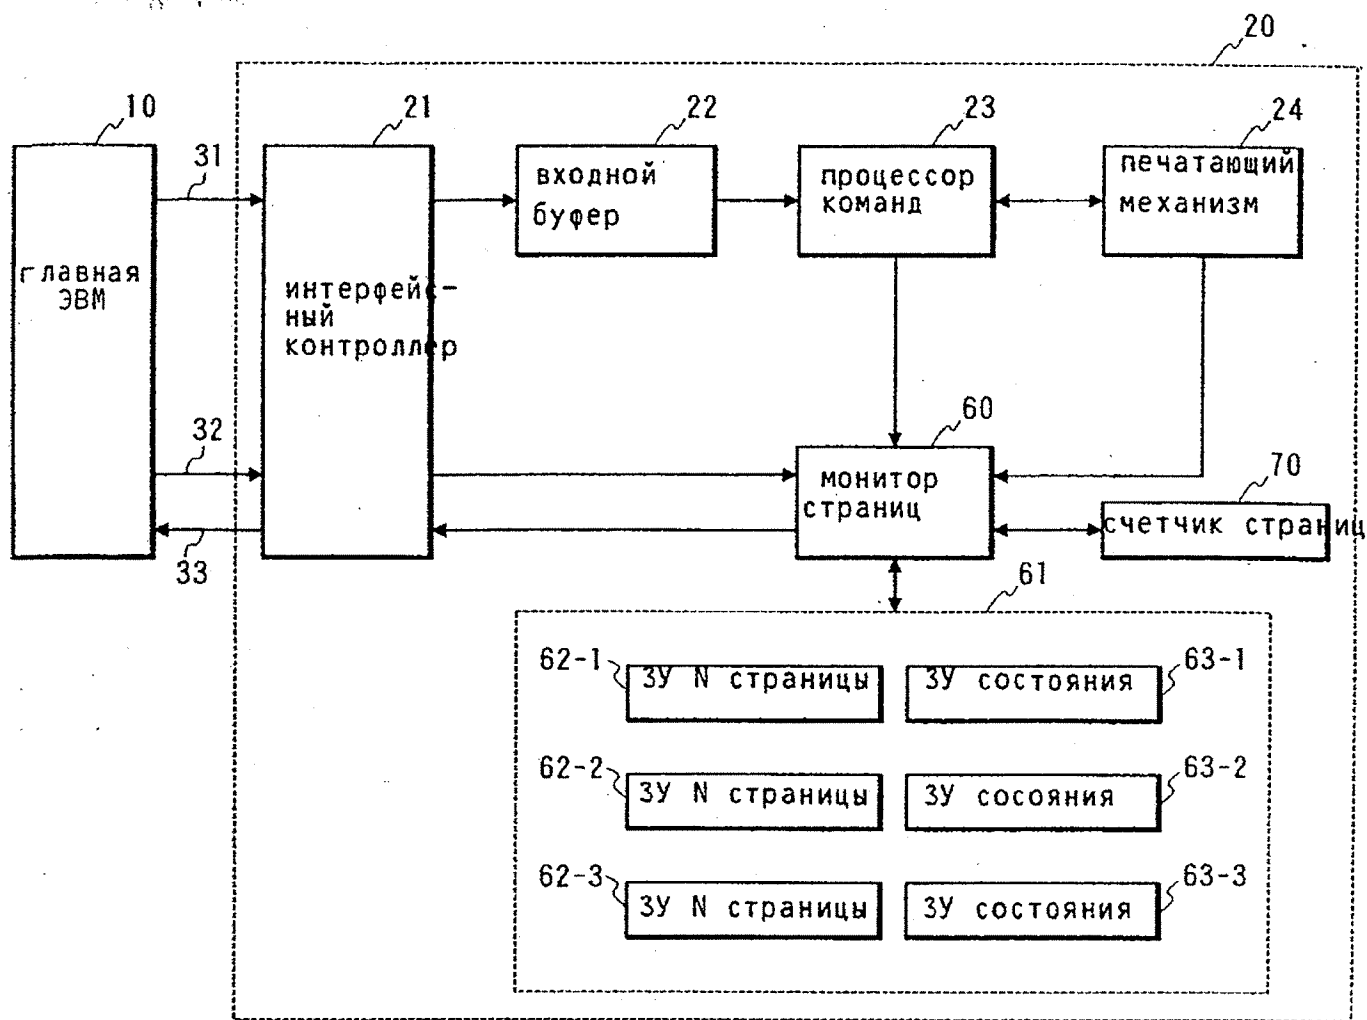 20
10
21
22
23
24
31
главная
ЭВМ
интерфейс-
ный
контроллер
входной
буфер
процессор
команд
печатающий
механизм
32
33
60
монитор
страниц
70
счетчик страниц
61
62-1
ЗУ N страницы
ЗУ состояния
63-1
62-2
ЗУ N страницы
ЗУ сосояния
63-2
62-3
ЗУ N страницы
ЗУ состояния
63-3